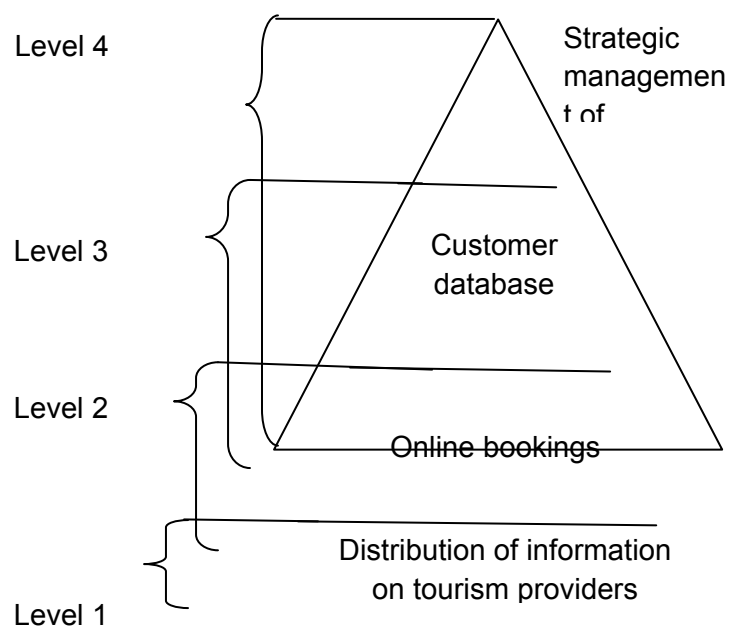 Level 4
Strategic
managemen
t of
Level 3
Customer
database
Level 2
Online bookings
Distribution of information
on tourism providers
Level 1